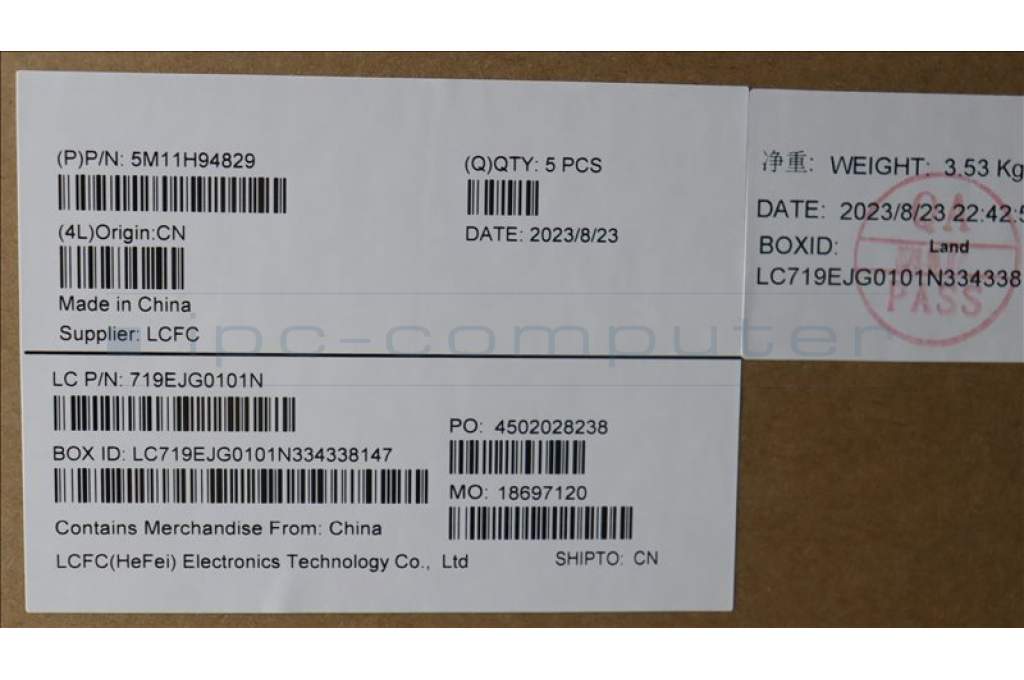 (P)P/N: 5M11H94829
(Q)QTY: 5 PCS
(4L)Origin:CN
DATE: 2023/8/23
Made in China
Supplier: LCFC
净重: WEIGHT: 3.53 Kg
DATE: 2023/8/23 22:42:5
BOXID: Land
LC719EJG0101N334338
QA
PASS
ipc-computer
LC P/N: 719EJG0101N
PO: 4502028238
BOX ID: LC719EJG0101N334338147
MO: 18697120
Contains Merchandise From: China
LCFC(HeFei) Electronics Technology Co., Ltd
SHIPTO: CN